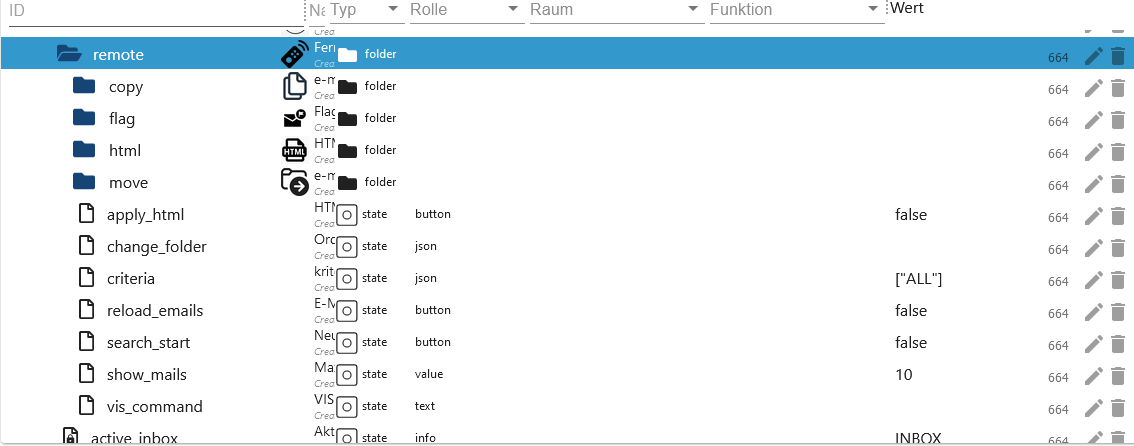 ID Na Typ Rolle Raum Funktion Wert
Crea
remote Fer folder 664
Crea
copy e-m folder 664
Crea
flag Flag folder 664
Crea
HTML html HTM folder 664
Crea
move e-m folder 664
Crea
apply_html HTM state button false 664
Crea
change_folder Ord state json 664
Crea
criteria krite state json ["ALL"] 664
Crea
reload_emails E-M state button false 664
Crea
search_start Neu state button false 664
Crea
show_mails Max state value 10 664
Crea
vis_command VIS state text 664
Crea
active_inbox Akt state info INBOX 664